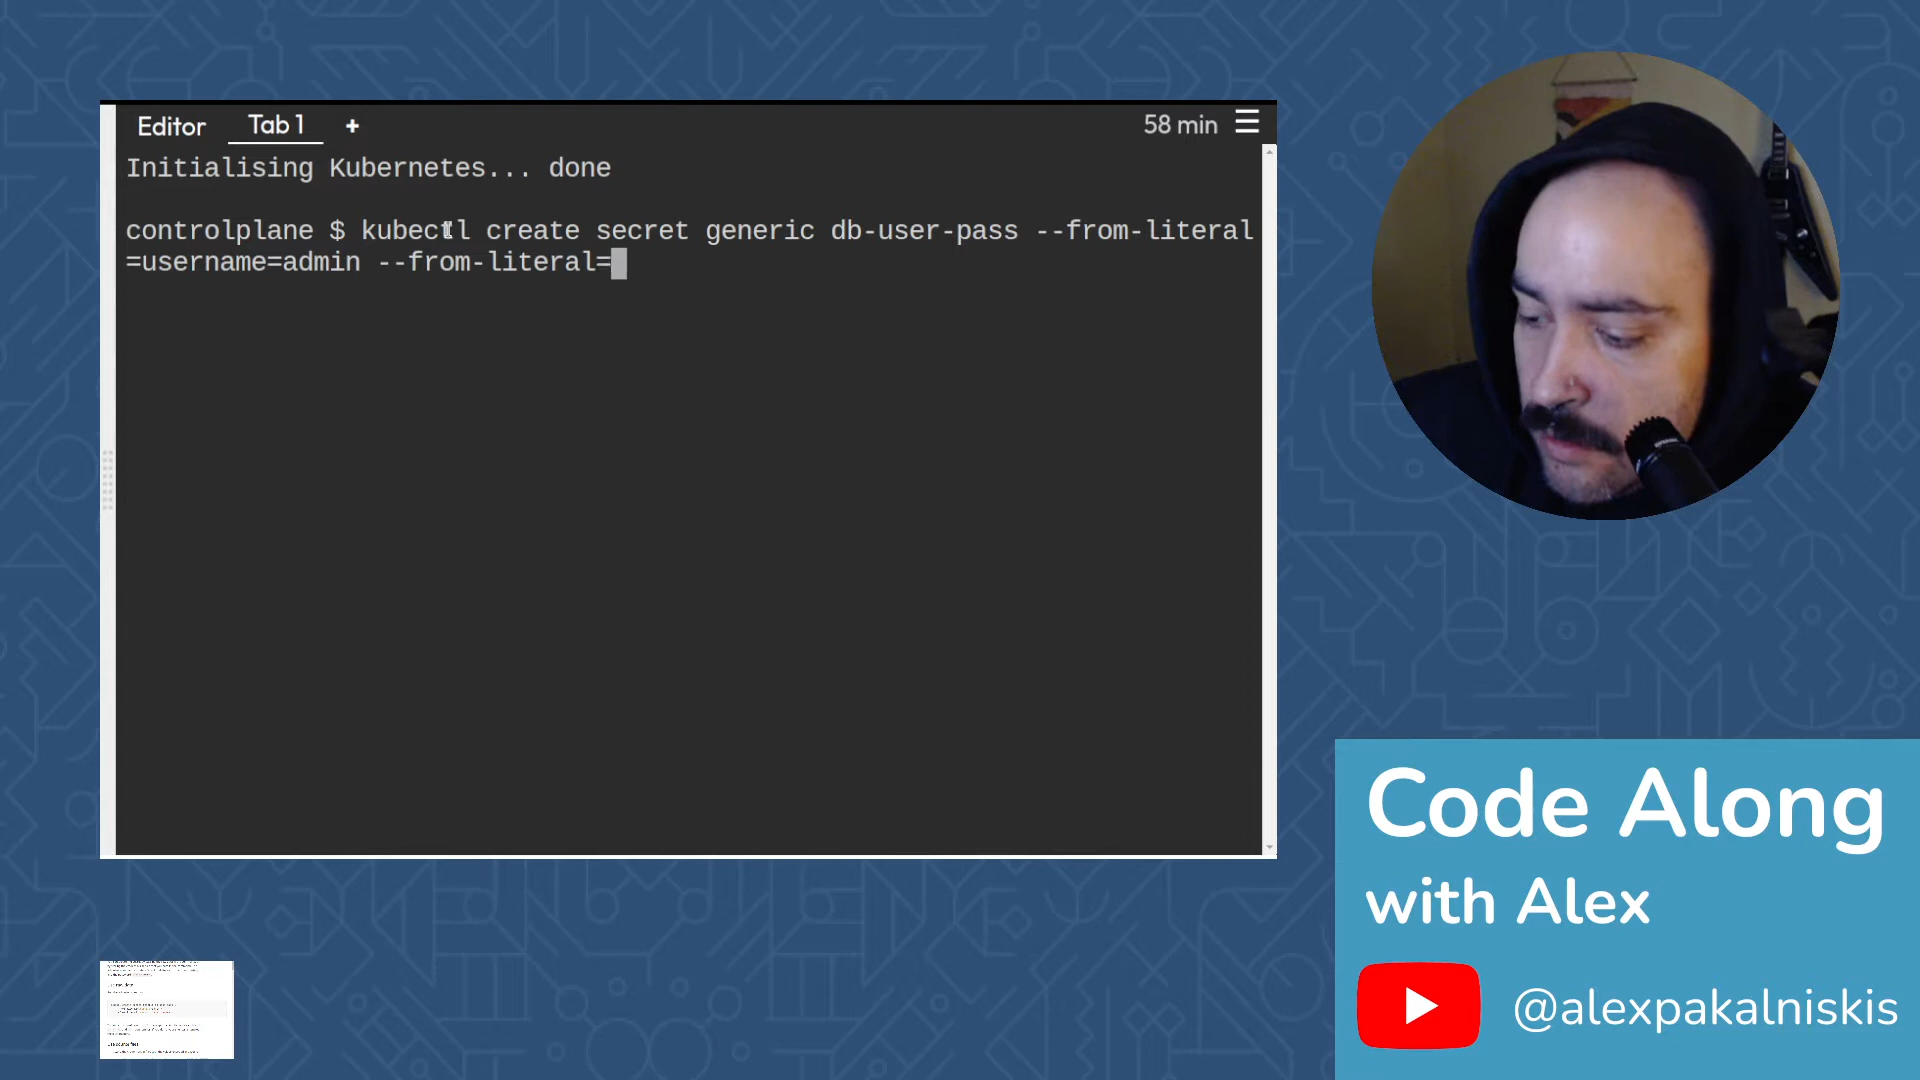 Editor Tab 1 + 58 min
Initialising Kubernetes... done
controlplane $ kubectl create secret generic db-user-pass --from-literal
=username=admin --from-literal=
Code Along
with Alex
@alexpakalniskis